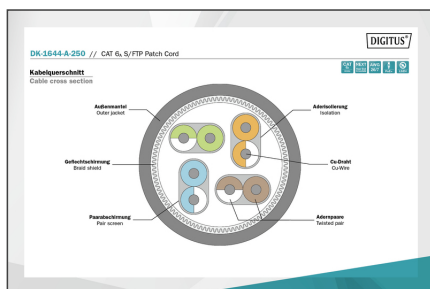 DIGITUS®
DK-1644-A-250 // CAT 6A S/FTP Patch Cord
Kabelquerschnitt
Cable cross section
Außenmantel
Outer jacket
Aderisolierung
Isolation
Geflechtschirmung
Braid shield
Cu-Draht
Cu-Wire
Paarabschirmung
Pair screen
Adernpaare
Twisted pair